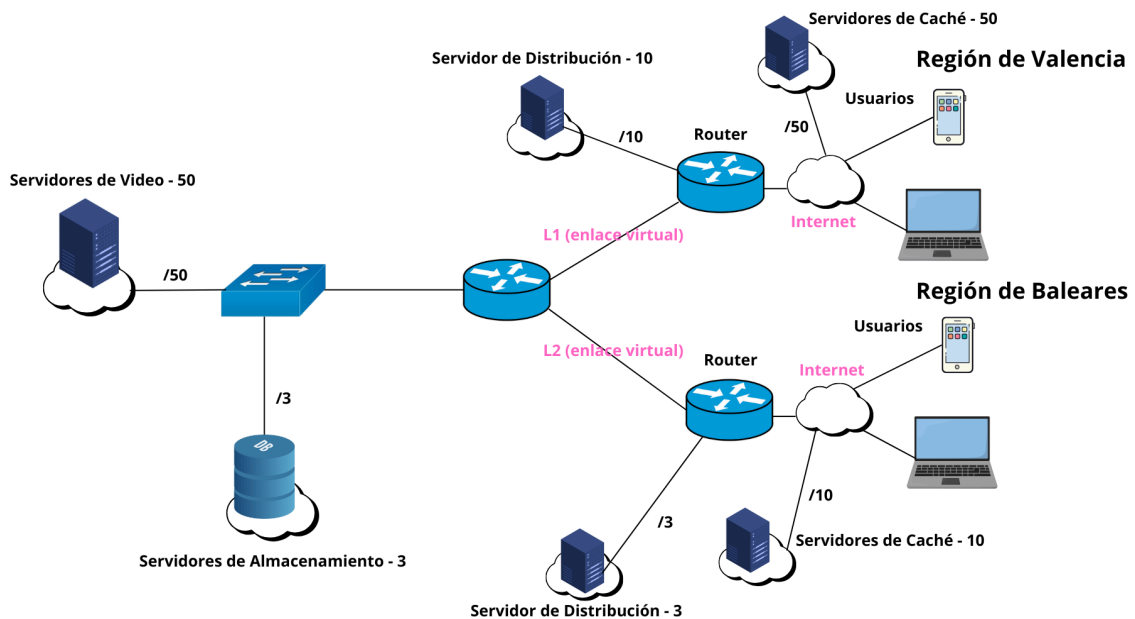 Servidores de Caché - 50
Región de Valencia
Servidor de Distribución - 10
Usuarios
/10
Router
/50
Servidores de Video - 50
Internet
L1 (enlace virtual)
/50
Región de Baleares
Usuarios
L2 (enlace virtual)
Router
Internet
/3
DB
/10
/3
Servidores de Caché - 10
Servidores de Almacenamiento - 3
Servidor de Distribución - 3